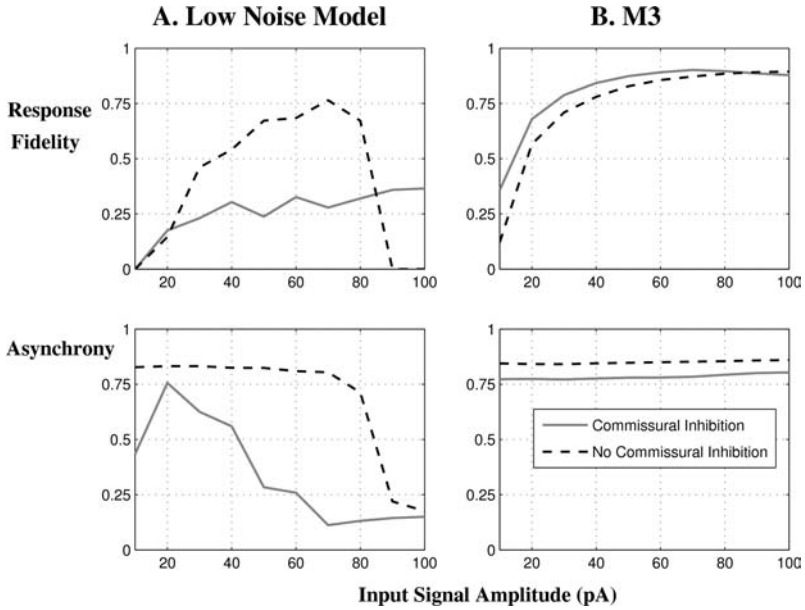 A. Low Noise Model
B. M3
Response
Fidelity
1
0.75
0.5
0.25
0
20 40 60 80 100
1
0.75
0.5
0.25
0
20 40 60 80 100
Asynchrony
1
0.75
0.5
0.25
0
20 40 60 80 100
1
0.75
0.5
0.25
0
20 40 60 80 100
Commissural Inhibition
No Commissural Inhibition
Input Signal Amplitude (pA)